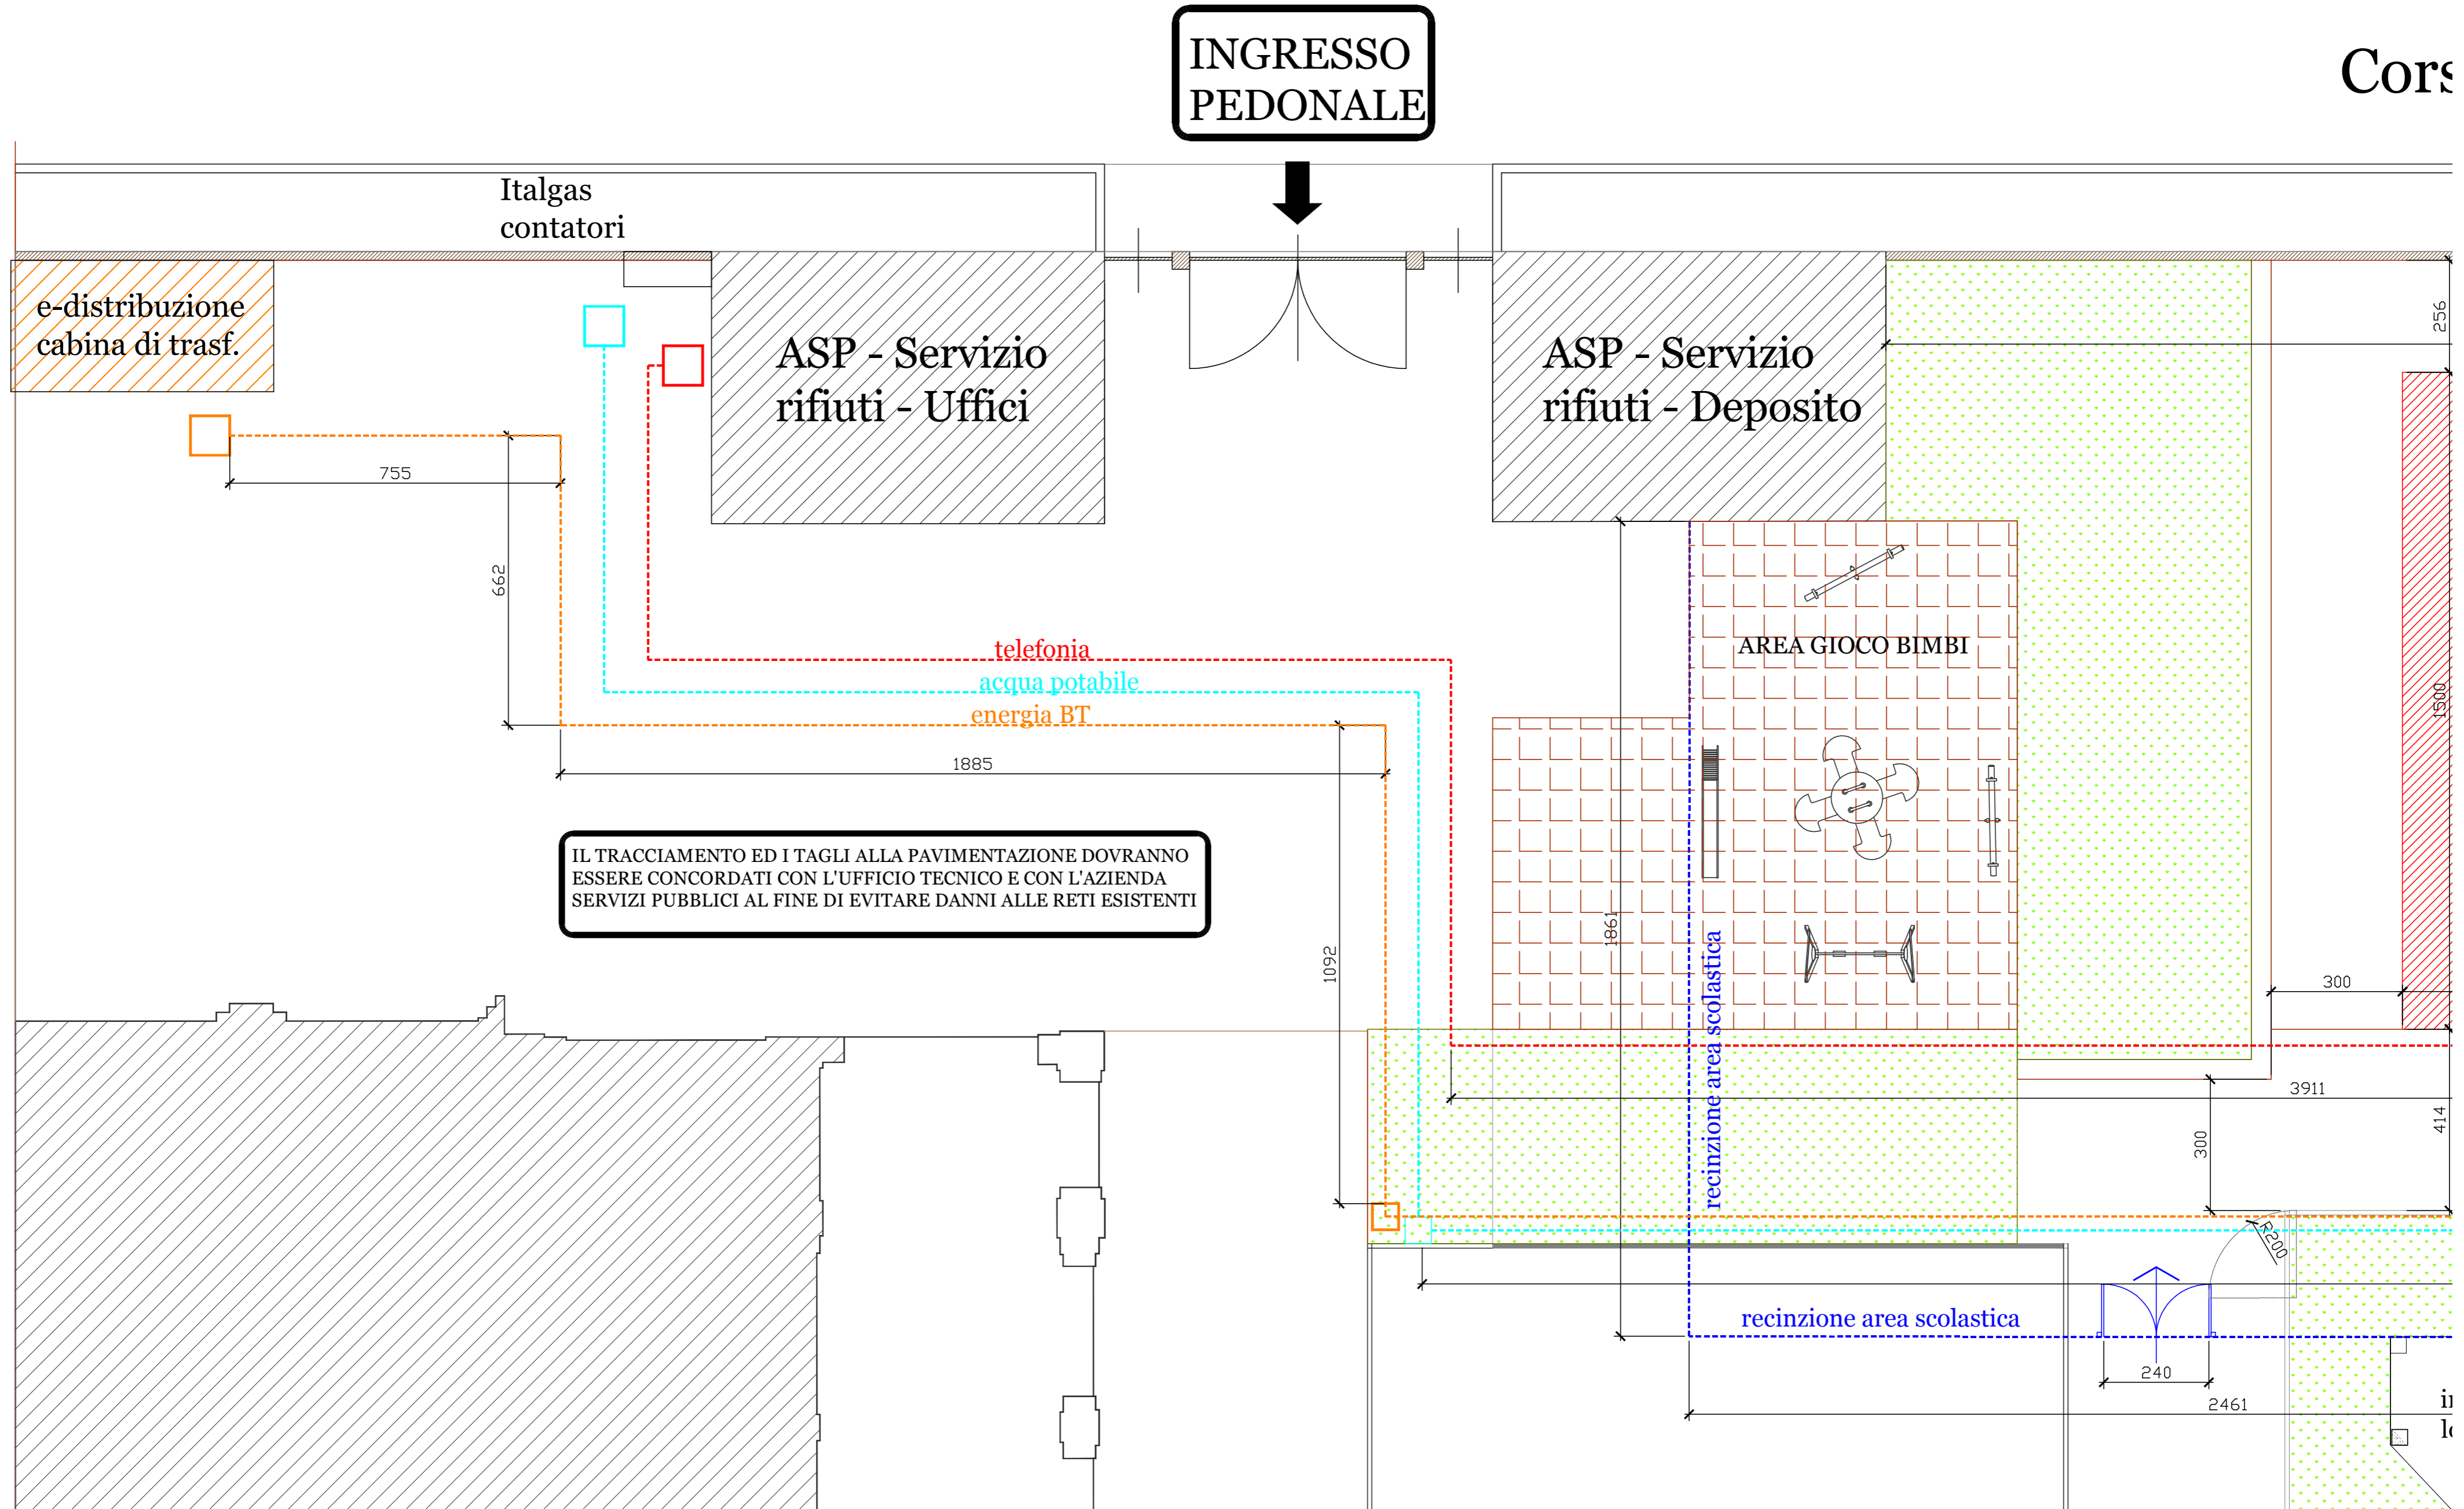 INGRESSO
PEDONALE
Cors
Italgas
contatori
e-distribuzione
cabina di trasf.
ASP - Servizio
rifiuti - Uffici
ASP - Servizio
rifiuti - Deposito
256
755
662
telefonia
acqua potabile
energia BT
1885
AREA GIOCO BIMBI
1500
IL TRACCIAMENTO ED I TAGLI ALLA PAVIMENTAZIONE DOVRANNO
ESSERE CONCORDATI CON L'UFFICIO TECNICO E CON L'AZIENDA
SERVIZI PUBBLICI AL FINE DI EVITARE DANNI ALLE RETI ESISTENTI
1092
1861
recinzione area scolastica
300
3911
414
300
R200
recinzione area scolastica
240
2461